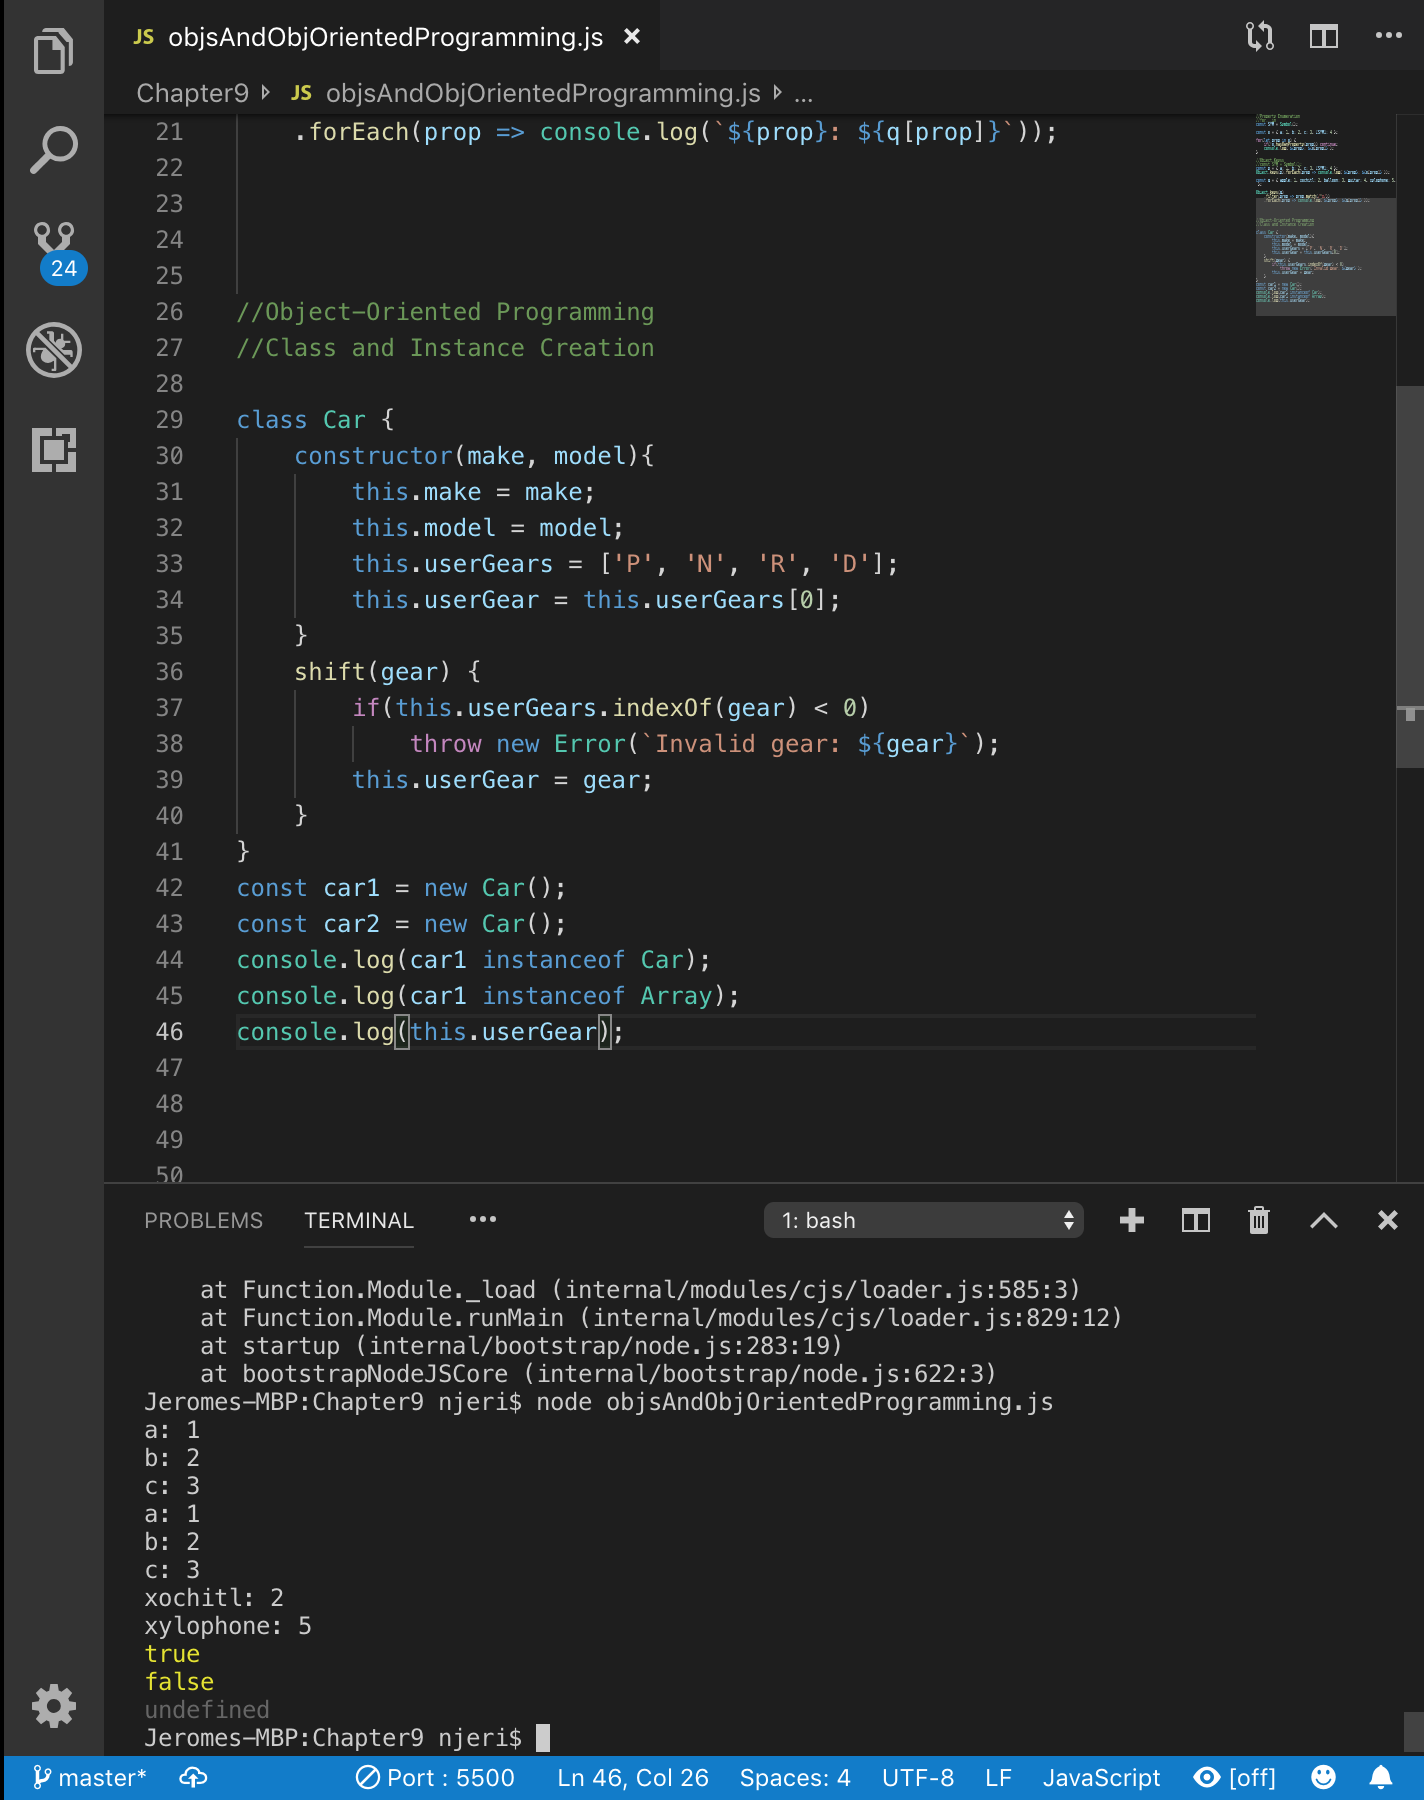 JS objsAndObjOrientedProgramming.js
Chapter9 JS objsAndObjOrientedProgramming.js ...
24
21 .forEach(prop => console.log(`${prop}: ${q[prop]}`));
22
23
24
25
26 //Object-Oriented Programming
27 //Class and Instance Creation
28
29 class Car {
30 constructor(make, model){
31 this.make = make;
32 this.model = model;
33 this.userGears = ['P', 'N', 'R', 'D'];
34 this.userGear = this.userGears[0];
35 }
36 shift(gear) {
37 if(this.userGears.indexOf(gear) < 0)
38 throw new Error(`Invalid gear: ${gear}`);
39 this.userGear = gear;
40 }
41 }
42 const car1 = new Car();
43 const car2 = new Car();
44 console.log(car1 instanceof Car);
45 console.log(car1 instanceof Array);
46 console.log(this.userGear);
47
48
49
50
PROBLEMS TERMINAL 1: bash
at Function.Module._load (internal/modules/cjs/loader.js:585:3)
at Function.Module.runMain (internal/modules/cjs/loader.js:829:12)
at startup (internal/bootstrap/node.js:283:19)
at bootstrapNodeJSCore (internal/bootstrap/node.js:622:3)
Jeromes-MBP:Chapter9 njeri$ node objsAndObjOrientedProgramming.js
a: 1
b: 2
c: 3
a: 1
b: 2
c: 3
xochitl: 2
xylophone: 5
true
false
undefined
Jeromes-MBP:Chapter9 njeri$
master* Port : 5500 Ln 46, Col 26 Spaces: 4 UTF-8 LF JavaScript [off]